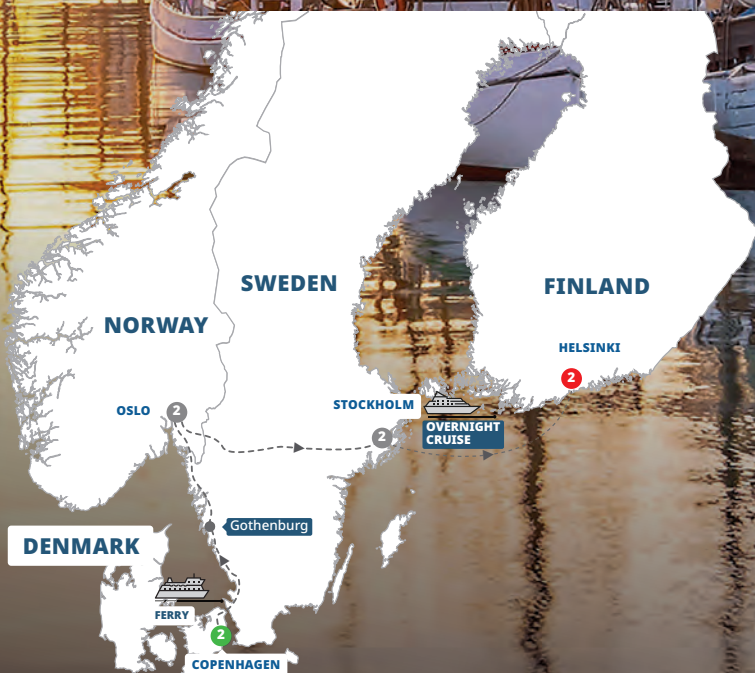 SWEDEN
FINLAND
NORWAY
HELSINKI
2
OSLO
2
STOCKHOLM
2
OVERNIGHT
CRUISE
Gothenburg
DENMARK
FERRY
2
COPENHAGEN